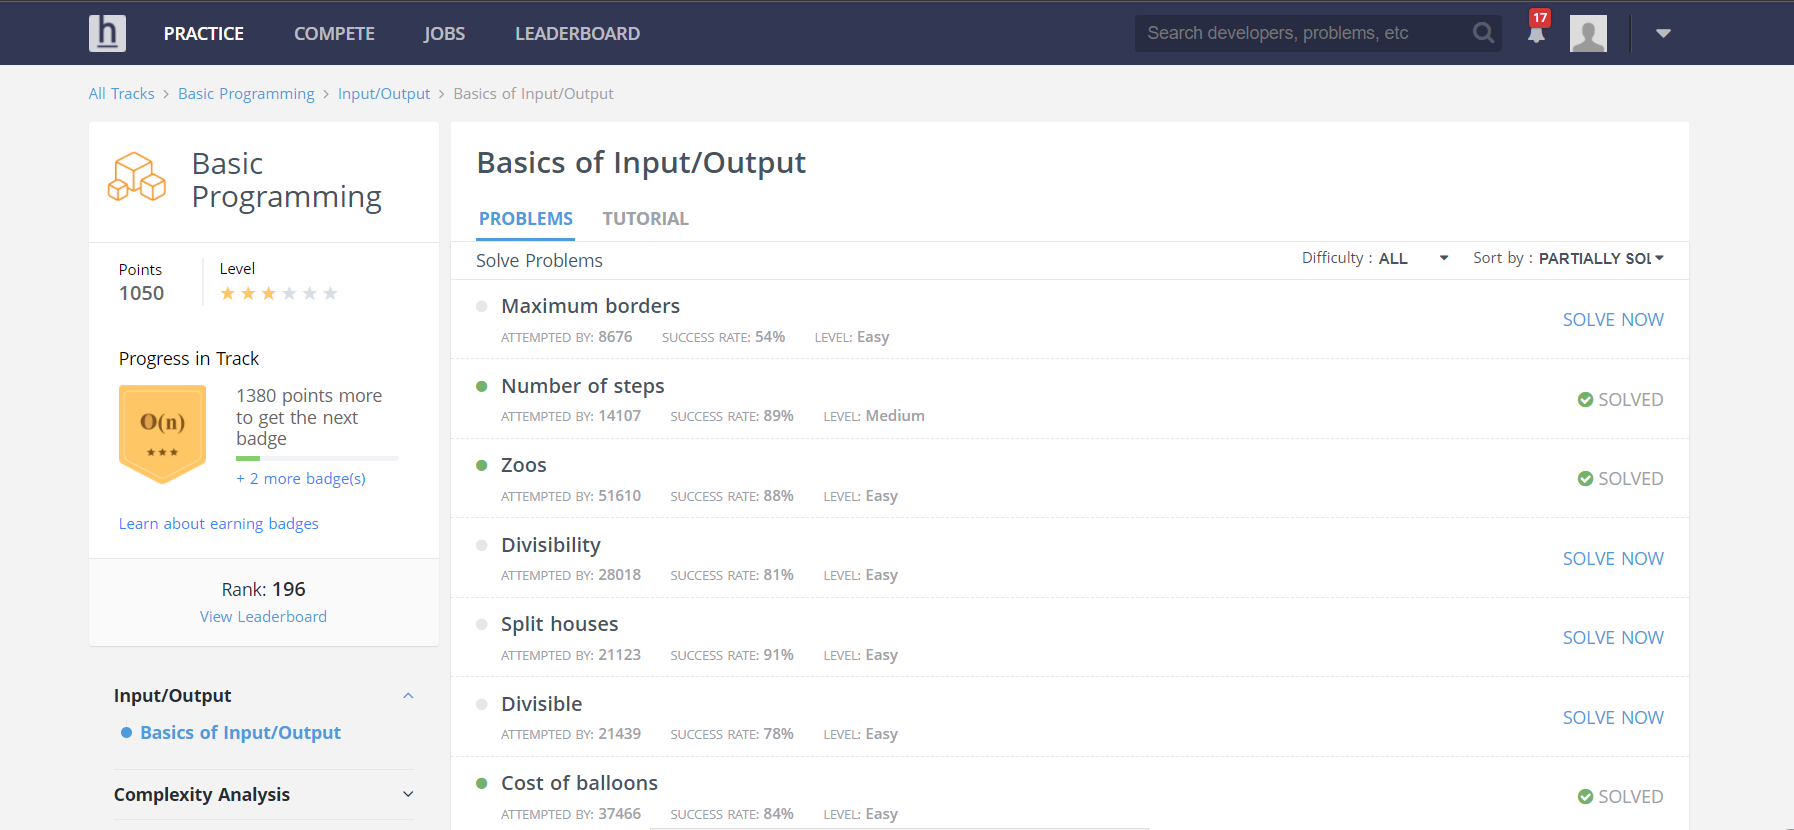 h PRACTICE COMPETE JOBS LEADERBOARD Search developers, problems, etc 17
All Tracks > Basic Programming > Input/Output > Basics of Input/Output
Basic
Programming
Points
1050
Level
Progress in Track
O(n)
1380 points more
to get the next
badge
+ 2 more badge(s)
Learn about earning badges
Rank: 196
View Leaderboard
Input/Output
Basics of Input/Output
Complexity Analysis
Basics of Input/Output
PROBLEMS TUTORIAL
Solve Problems Difficulty : ALL Sort by : PARTIALLY SOL
Maximum borders
ATTEMPTED BY: 8676 SUCCESS RATE: 54% LEVEL: Easy
SOLVE NOW
Number of steps
ATTEMPTED BY: 14107 SUCCESS RATE: 89% LEVEL: Medium
SOLVED
Zoos
ATTEMPTED BY: 51610 SUCCESS RATE: 88% LEVEL: Easy
SOLVED
Divisibility
ATTEMPTED BY: 28018 SUCCESS RATE: 81% LEVEL: Easy
SOLVE NOW
Split houses
ATTEMPTED BY: 21123 SUCCESS RATE: 91% LEVEL: Easy
SOLVE NOW
Divisible
ATTEMPTED BY: 21439 SUCCESS RATE: 78% LEVEL: Easy
SOLVE NOW
Cost of balloons
ATTEMPTED BY: 37466 SUCCESS RATE: 84% LEVEL: Easy
SOLVED